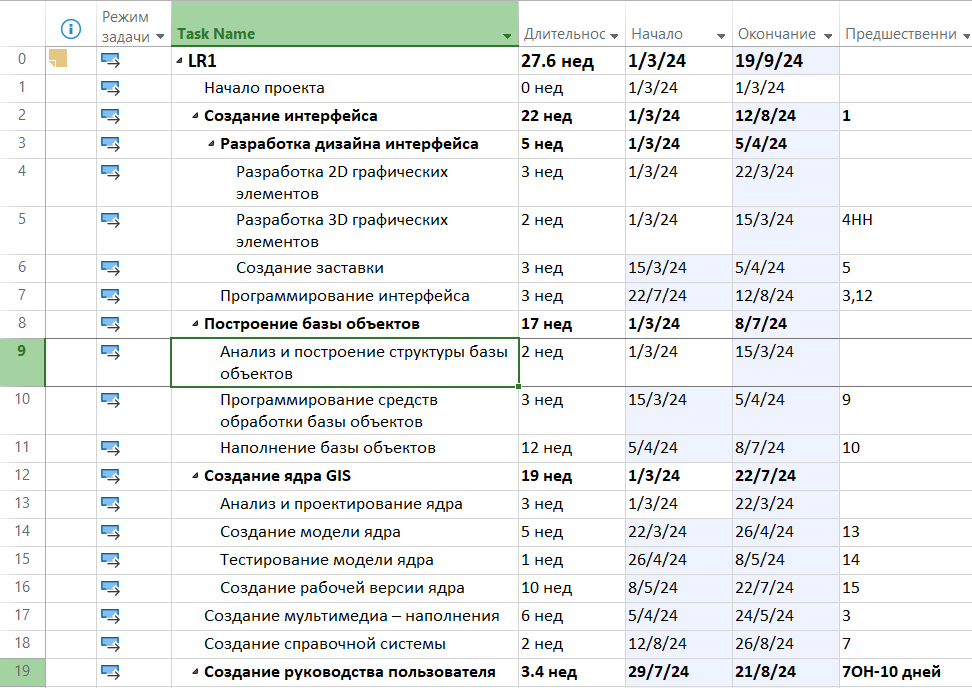 Режим задачи Task Name Длительнос Начало Окончание Предшественни
0 LR1 27.6 нед 1/3/24 19/9/24
1 Начало проекта 0 нед 1/3/24 1/3/24
2 Создание интерфейса 22 нед 1/3/24 12/8/24 1
3 Разработка дизайна интерфейса 5 нед 1/3/24 5/4/24
4 Разработка 2D графических 3 нед 1/3/24 22/3/24
элементов
5 Разработка 3D графических 2 нед 1/3/24 15/3/24 4НН
элементов
6 Создание заставки 3 нед 15/3/24 5/4/24 5
7 Программирование интерфейса 3 нед 22/7/24 12/8/24 3,12
8 Построение базы объектов 17 нед 1/3/24 8/7/24
9 Анализ и построение структуры базы 2 нед 1/3/24 15/3/24
объектов
10 Программирование средств 3 нед 15/3/24 5/4/24 9
обработки базы объектов
11 Наполнение базы объектов 12 нед 5/4/24 8/7/24 10
12 Создание ядра GIS 19 нед 1/3/24 22/7/24
13 Анализ и проектирование ядра 3 нед 1/3/24 22/3/24
14 Создание модели ядра 5 нед 22/3/24 26/4/24 13
15 Тестирование модели ядра 1 нед 26/4/24 8/5/24 14
16 Создание рабочей версии ядра 10 нед 8/5/24 22/7/24 15
17 Создание мультимедиа – наполнения 6 нед 5/4/24 24/5/24 3
18 Создание справочной системы 2 нед 12/8/24 26/8/24 7
19 Создание руководства пользователя 3.4 нед 29/7/24 21/8/24 7ОН-10 дней